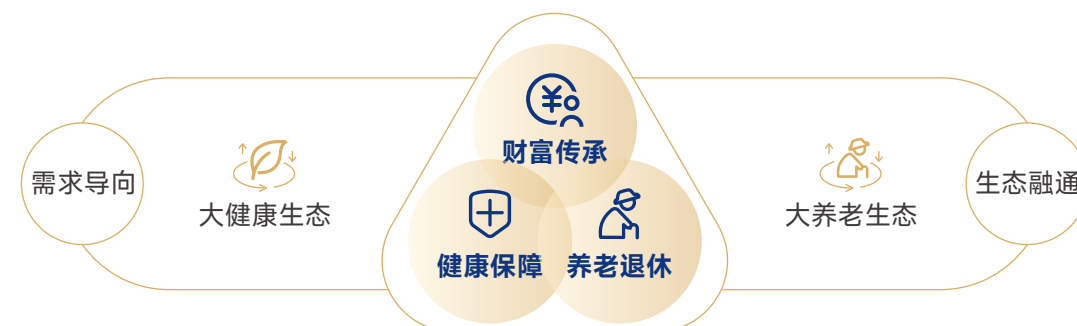 财富传承
需求导向
大健康生态
健康保障
养老退休
大养老生态
生态融通